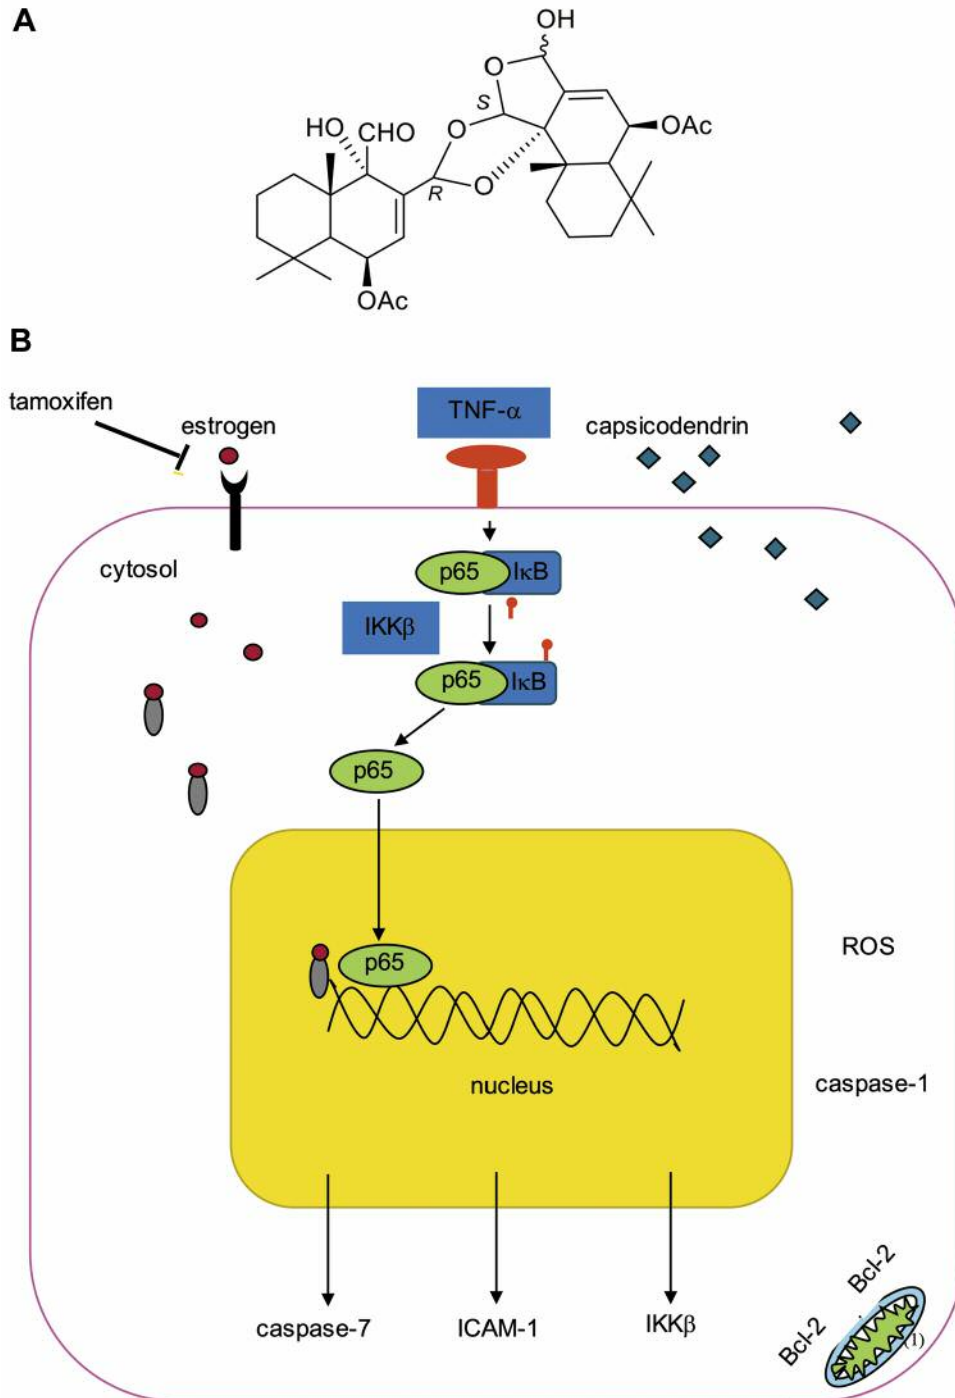 A
OH
O
S
O
OAc
HO
CHO
R
O
OAc
B
tamoxifen
estrogen
TNF-α
capsicodendrin
cytosol
p65
IκB
IKKβ
p65
IκB
p65
p65
ROS
nucleus
caspase-1
Bcl-2
Bcl-2
(1)
caspase-7
ICAM-1
IKKβ